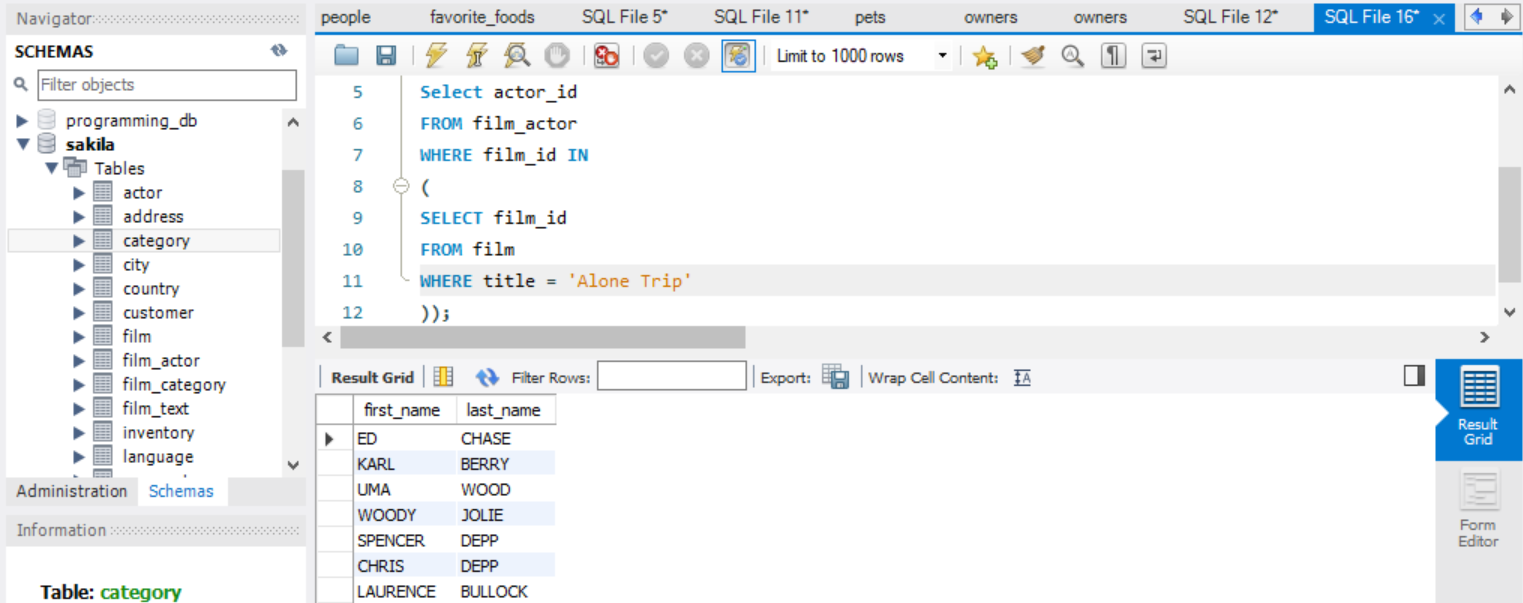 Navigator
people favorite_foods SQL File 5* SQL File 11* pets owners owners SQL File 12* SQL File 16*
SCHEMAS
Limit to 1000 rows
Filter objects
programming_db
sakila
Tables
actor
address
category
city
country
customer
film
film_actor
film_category
film_text
inventory
language
Administration Schemas
Information
Table: category
5 Select actor_id
6 FROM film_actor
7 WHERE film_id IN
8 (
9 SELECT film_id
10 FROM film
11 WHERE title = 'Alone Trip'
12 ));
Result Grid Filter Rows: Export: Wrap Cell Content:
first_name last_name
ED CHASE
KARL BERRY
UMA WOOD
WOODY JOLIE
SPENCER DEPP
CHRIS DEPP
LAURENCE BULLOCK
Result
Grid
Form
Editor